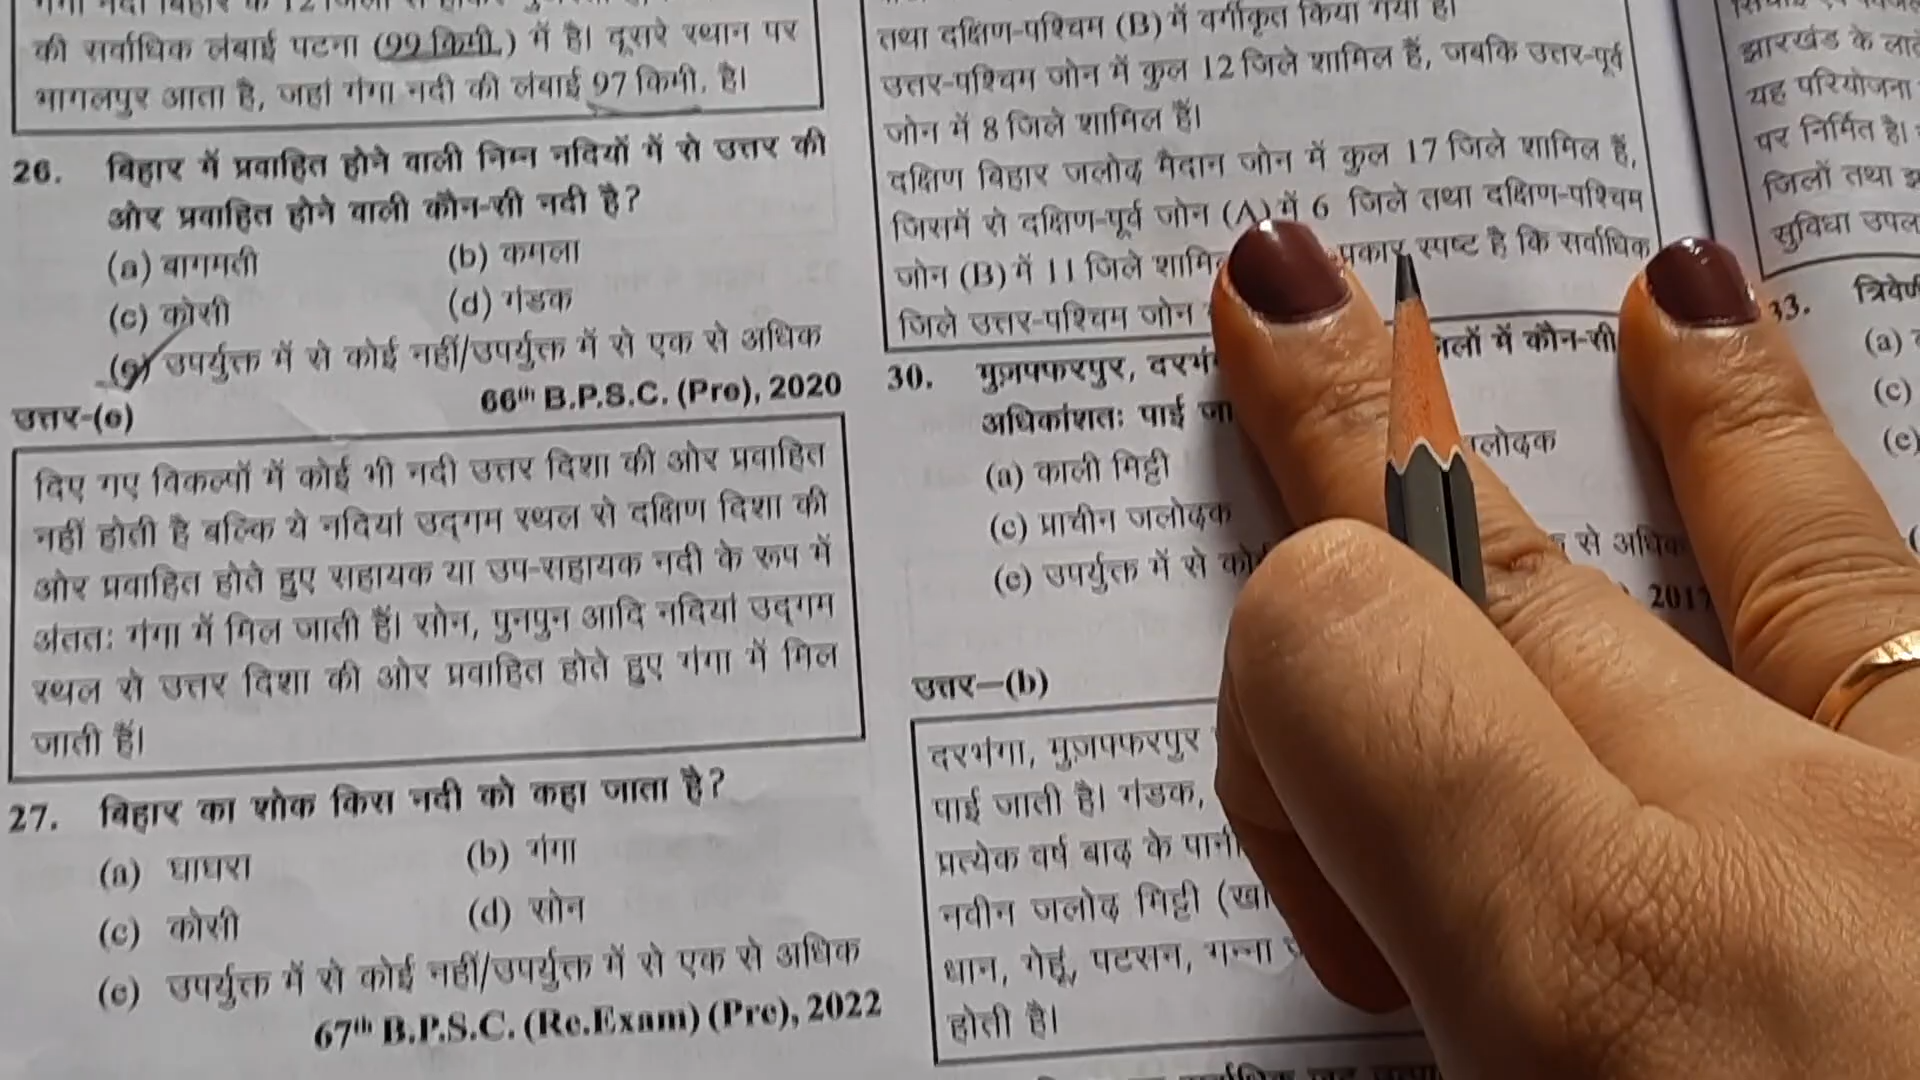 की सर्वाधिक लंबाई पटना (99 किमी.) में है। दूसरे स्थान पर
भागलपुर आता है, जहां गंगा नदी की लंबाई 97 किमी. है।
26. बिहार में प्रवाहित होने वाली निम्न नदियों में से उत्तर की
ओर प्रवाहित होने वाली कौन-सी नदी है?
(a) बागमती (b) कमला
(c) कोसी (d) गंडक
(e) उपर्युक्त में से कोई नहीं/उपर्युक्त में से एक से अधिक
66th B.P.S.C. (Pre), 2020
उत्तर-(e)
दिए गए विकल्पों में कोई भी नदी उत्तर दिशा की ओर प्रवाहित
नहीं होती है बल्कि ये नदियां उद्गम स्थल से दक्षिण दिशा की
ओर प्रवाहित होते हुए सहायक या उप-सहायक नदी के रूप में
अंततः गंगा में मिल जाती हैं। सोन, पुनपुन आदि नदियां उद्गम
स्थल से उत्तर दिशा की ओर प्रवाहित होते हुए गंगा में मिल
जाती हैं।
27. बिहार का शोक किस नदी को कहा जाता है?
(a) घाघरा (b) गंगा
(c) कोसी (d) सोन
(e) उपर्युक्त में से कोई नहीं/उपर्युक्त में से एक से अधिक
67th B.P.S.C. (Re.Exam) (Pre), 2022
तथा दक्षिण-पश्चिम (B) में वर्गीकृत किया गया है।
उत्तर-पश्चिम जोन में कुल 12 जिले शामिल हैं, जबकि उत्तर-पूर्व
जोन में 8 जिले शामिल हैं।
दक्षिण बिहार जलोढ़ मैदान जोन में कुल 17 जिले शामिल हैं,
जिसमें से दक्षिण-पूर्व जोन (A) में 6 जिले तथा दक्षिण-पश्चिम
जोन (B) में 11 जिले प्रकार स्पष्ट है कि सर्वाधिक
जिले उत्तर-पश्चिम जोन
30. मुज़फ्फरपुर, में कौन-सी
अधिकांशतः पाई
(a) काली मिट्टी
(c) प्राचीन जलोढ़क
(e) उपर्युक्त में से से अधिक
2017
उत्तर–(b)
दरभंगा, मुज़फ्फरपुर
पाई जाती है। गंडक,
प्रत्येक वर्ष बाढ़ के
नवीन जलोढ़ मिट्टी
धान, गेहूं, पटसन, गन्ना
होती है।
झारखंड के
यह परियोजना
पर निर्मित है।
जिलों तथा
सुविधा
33.
(a)
(c)
(e)